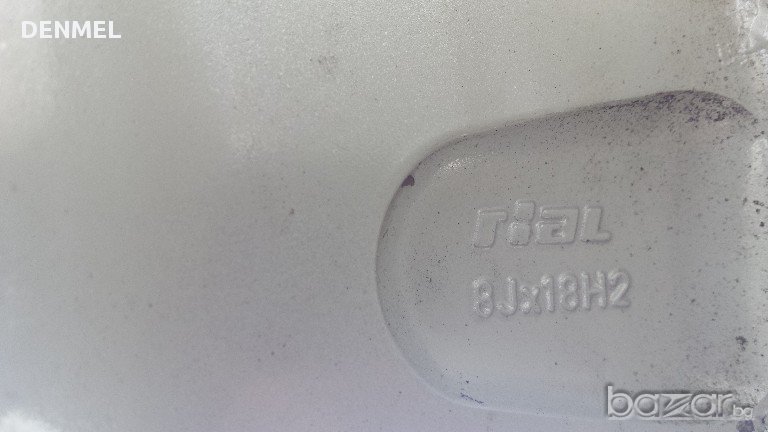 DENMEL
rial
8Jx18H2
bazar.bg